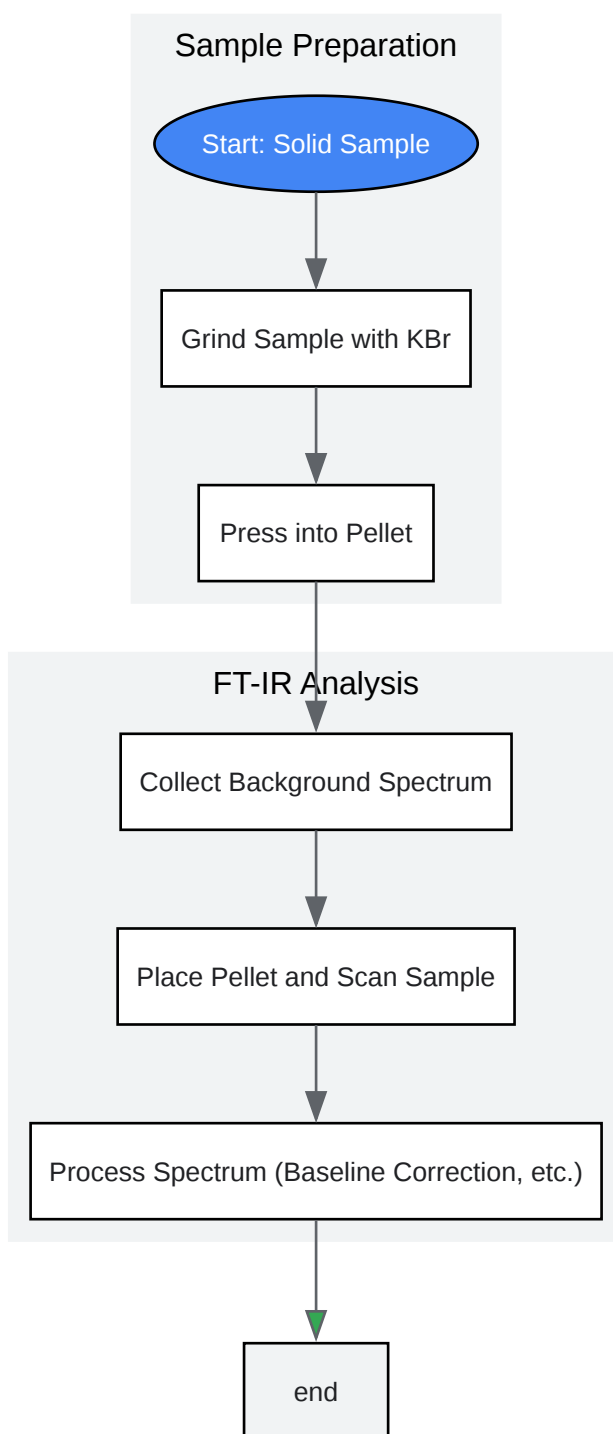 Sample Preparation
Start: Solid Sample
Grind Sample with KBr
Press into Pellet
FT-IR Analysis
Collect Background Spectrum
Place Pellet and Scan Sample
Process Spectrum (Baseline Correction, etc.)
end